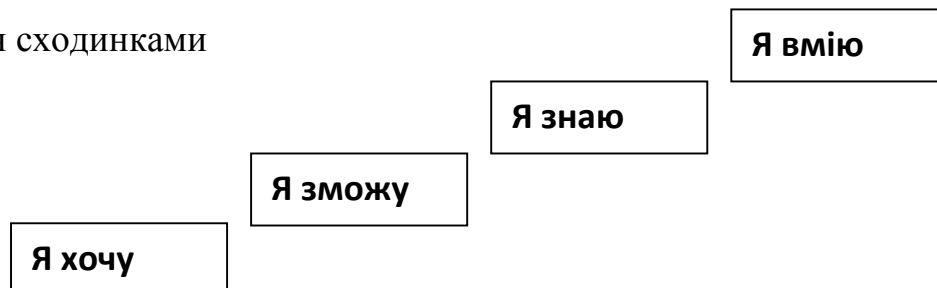 сходинками
Я вмію
Я знаю
Я зможу
Я хочу